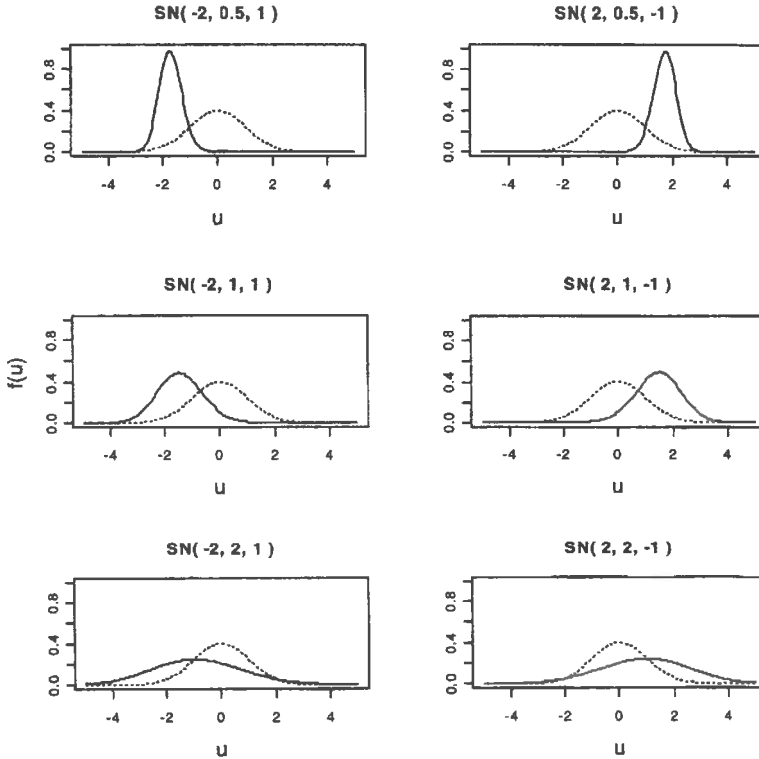 SN( -2, 0.5, 1 )
0.0 0.4 0.8
-4 -2 0 2 4
u
SN( 2, 0.5, -1 )
0.0 0.4 0.8
-4 -2 0 2 4
u
SN( -2, 1, 1 )
f(u)
0.0 0.4 0.8
-4 -2 0 2 4
u
SN( 2, 1, -1 )
0.0 0.4 0.8
-4 -2 0 2 4
u
SN( -2, 2, 1 )
0.0 0.4 0.8
-4 -2 0 2 4
u
SN( 2, 2, -1 )
0.0 0.4 0.8
-4 -2 0 2 4
u